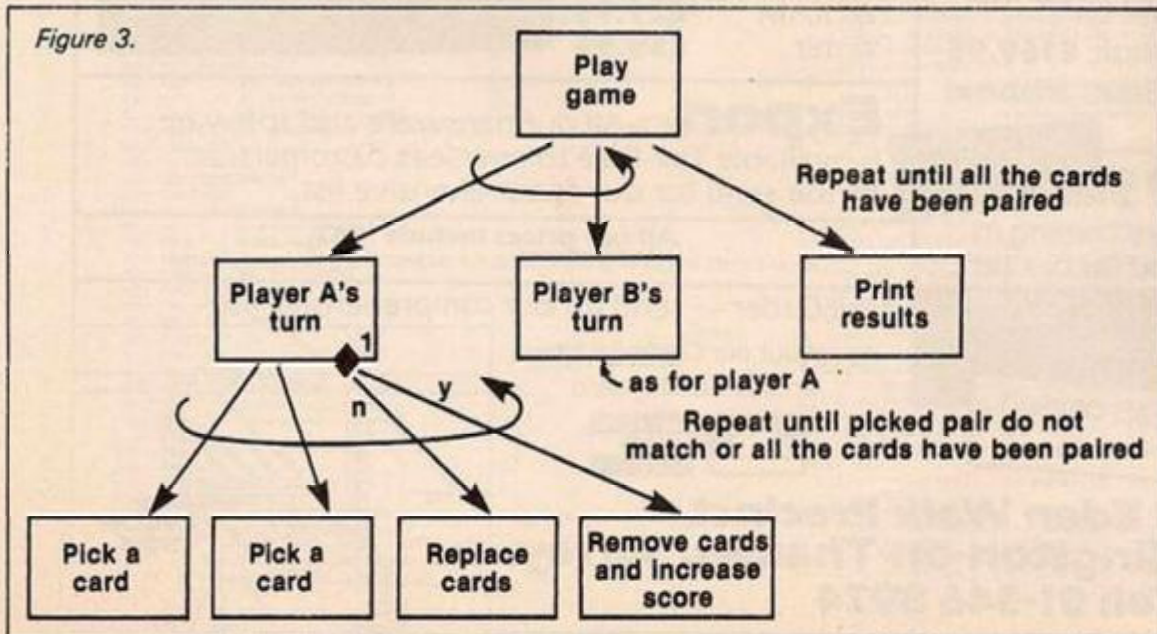 Figure 3.
Play
game
Repeat until all the cards
have been paired
Player A's
turn
1
Player B's
turn
Print
results
as for player A
n
y
Repeat until picked pair do not
match or all the cards have been paired
Pick a
card
Pick a
card
Replace
cards
Remove cards
and increase
score